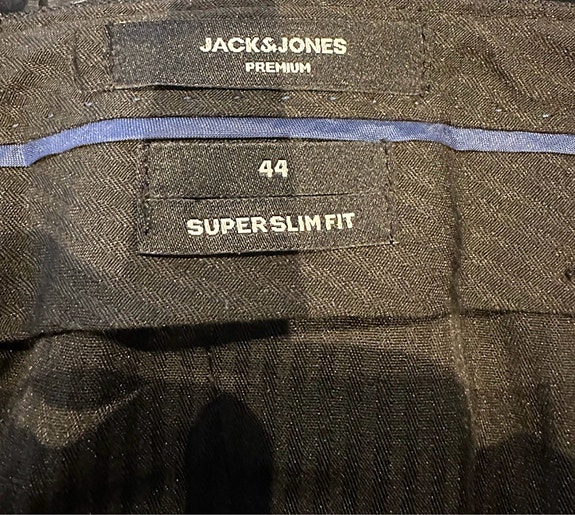 JACK&JONES
PREMIUM
44
SUPER SLIM FIT